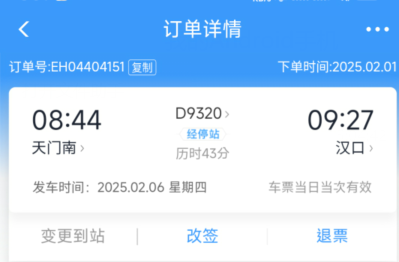 订单详情
订单号:EH04404151 复制 下单时间:2025.02.01
08:44 D9320 09:27
经停站
天门南 历时43分 汉口
发车时间：2025.02.06 星期四 车票当日当次有效
变更到站 改签 退票